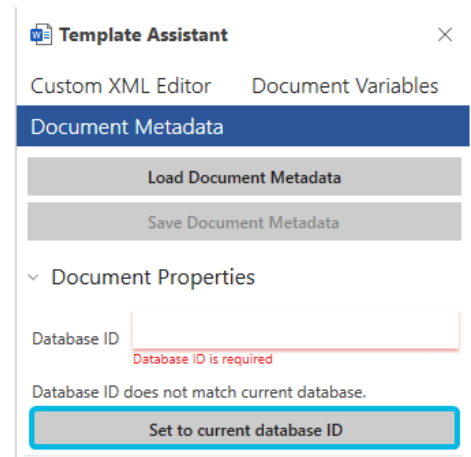 Template Assistant
Custom XML Editor Document Variables
Document Metadata
Load Document Metadata
Save Document Metadata
Document Properties
Database ID
Database ID is required
Database ID does not match current database.
Set to current database ID